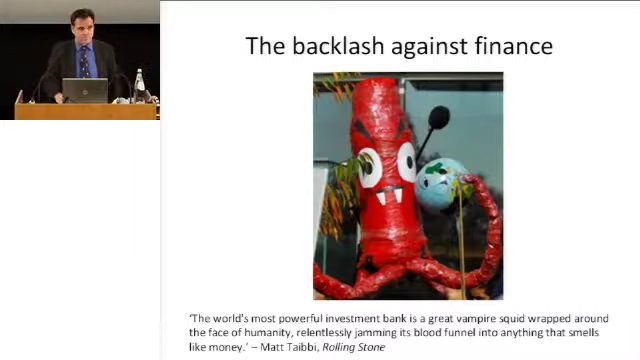 The backlash against finance
‘The world’s most powerful investment bank is a great vampire squid wrapped around
the face of humanity, relentlessly jamming its blood funnel into anything that smells
like money.’ – Matt Taibbi, Rolling Stone